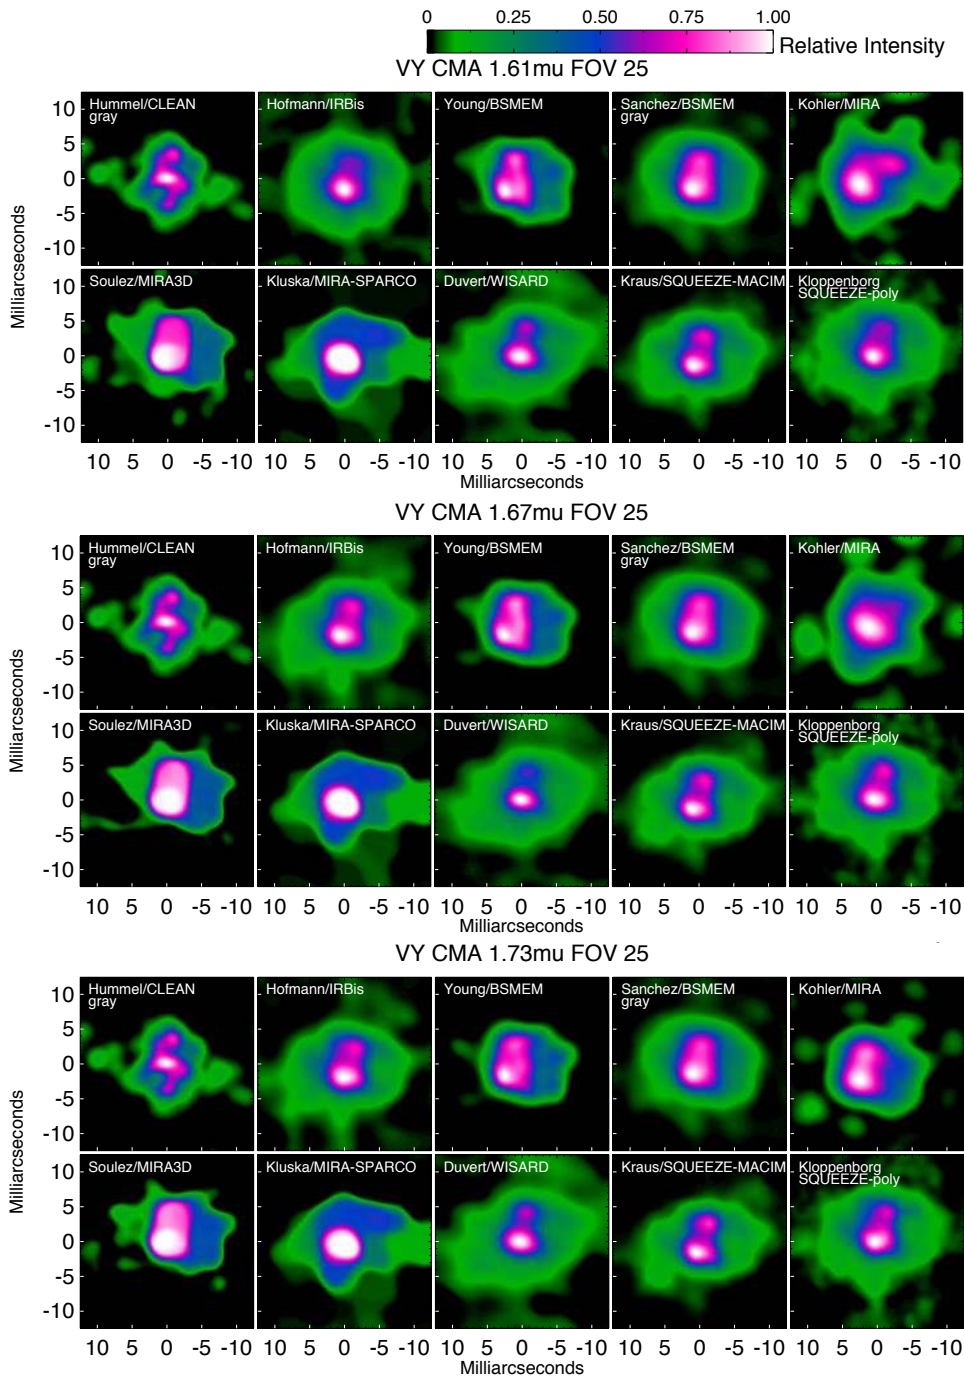 0 0.25 0.50 0.75 1.00
Relative Intensity
VY CMA 1.61mu FOV 25
Hummel/CLEAN
gray
Hofmann/IRBis
Young/BSMEM
Sanchez/BSMEM
gray
Kohler/MIRA
10
5
0
-5
-10
Milliarcseconds
Soulez/MIRA3D
Kluska/MIRA-SPARCO
Duvert/WISARD
Kraus/SQUEEZE-MACIM
Kloppenborg
SQUEEZE-poly
10
5
0
-5
-10
10 5 0 -5 -10 10 5 0 -5 -10 10 5 0 -5 -10 10 5 0 -5 -10 10 5 0 -5 -10
Milliarcseconds
VY CMA 1.67mu FOV 25
Hummel/CLEAN
gray
Hofmann/IRBis
Young/BSMEM
Sanchez/BSMEM
gray
Kohler/MIRA
10
5
0
-5
-10
Milliarcseconds
Soulez/MIRA3D
Kluska/MIRA-SPARCO
Duvert/WISARD
Kraus/SQUEEZE-MACIM
Kloppenborg
SQUEEZE-poly
10
5
0
-5
-10
10 5 0 -5 -10 10 5 0 -5 -10 10 5 0 -5 -10 10 5 0 -5 -10 10 5 0 -5 -10
Milliarcseconds
VY CMA 1.73mu FOV 25
Hummel/CLEAN
gray
Hofmann/IRBis
Young/BSMEM
Sanchez/BSMEM
gray
Kohler/MIRA
10
5
0
-5
-10
Milliarcseconds
Soulez/MIRA3D
Kluska/MIRA-SPARCO
Duvert/WISARD
Kraus/SQUEEZE-MACIM
Kloppenborg
SQUEEZE-poly
10
5
0
-5
-10
10 5 0 -5 -10 10 5 0 -5 -10 10 5 0 -5 -10 10 5 0 -5 -10 10 5 0 -5 -10
Milliarcseconds